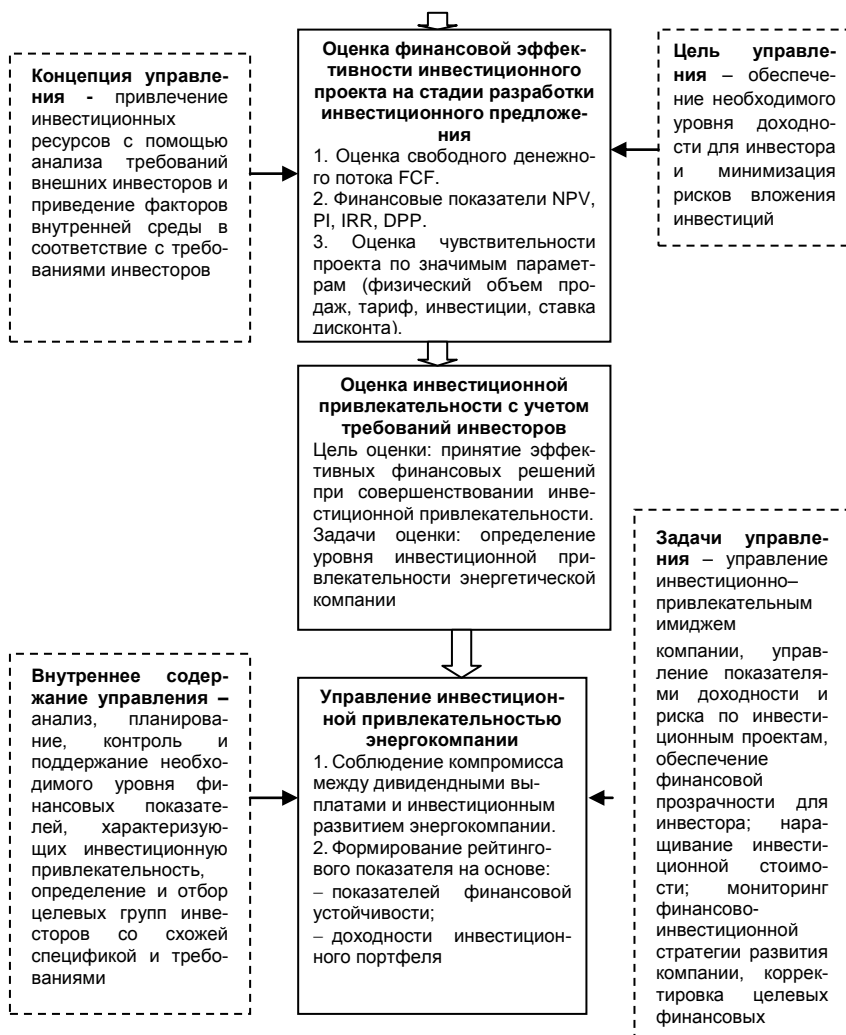 Оценка финансовой эффек-
тивности инвестиционного
проекта на стадии разработки
инвестиционного предложе-
ния
1. Оценка свободного денежно-
го потока FCF.
2. Финансовые показатели NPV,
PI, IRR, DPP.
3. Оценка чувствительности
проекта по значимым парамет-
рам (физический объем про-
даж, тариф, инвестиции, ставка
дисконта).
Концепция управле-
ния - привлечение
инвестиционных
ресурсов с помощью
анализа требований
внешних инвесторов и
приведение факторов
внутренней среды в
соответствие с требо-
ваниями инвесторов
Цель управле-
ния – обеспече-
ние необходимого
уровня доходно-
сти для инвестора
и минимизация
рисков вложения
инвестиций
Оценка инвестиционной
привлекательности с учетом
требований инвесторов
Цель оценки: принятие эффек-
тивных финансовых решений
при совершенствовании инве-
стиционной привлекательности.
Задачи оценки: определение
уровня инвестиционной при-
влекательности энергетической
компании
Внутреннее содер-
жание управления –
анализ, планирова-
ние, контроль и
поддержание необхо-
димого уровня фи-
нансовых показате-
лей, характеризую-
щих инвестиционную
привлекательность,
определение и отбор
целевых групп инве-
сторов со схожей
спецификой и требо-
ваниями
Управление инвестицион-
ной привлекательностью
энергокомпании
1. Соблюдение компромисса
между дивидендными вы-
платами и инвестиционным
развитием энергокомпании.
2. Формирование рейтинго-
вого показателя на основе:
– показателей финансовой
устойчивости;
– доходности инвестицион-
ного портфеля
Задачи управле-
ния – управление
инвестиционно–
привлекательным
имиджем
компании, управ-
ление показателя-
ми доходности и
риска по инвести-
ционным проектам,
обеспечение
финансовой
прозрачности для
инвестора; нара-
щивание инвести-
ционной стоимо-
сти; мониторинг
финансово-
инвестиционной
стратегии развития
компании, коррек-
тировка целевых
финансовых